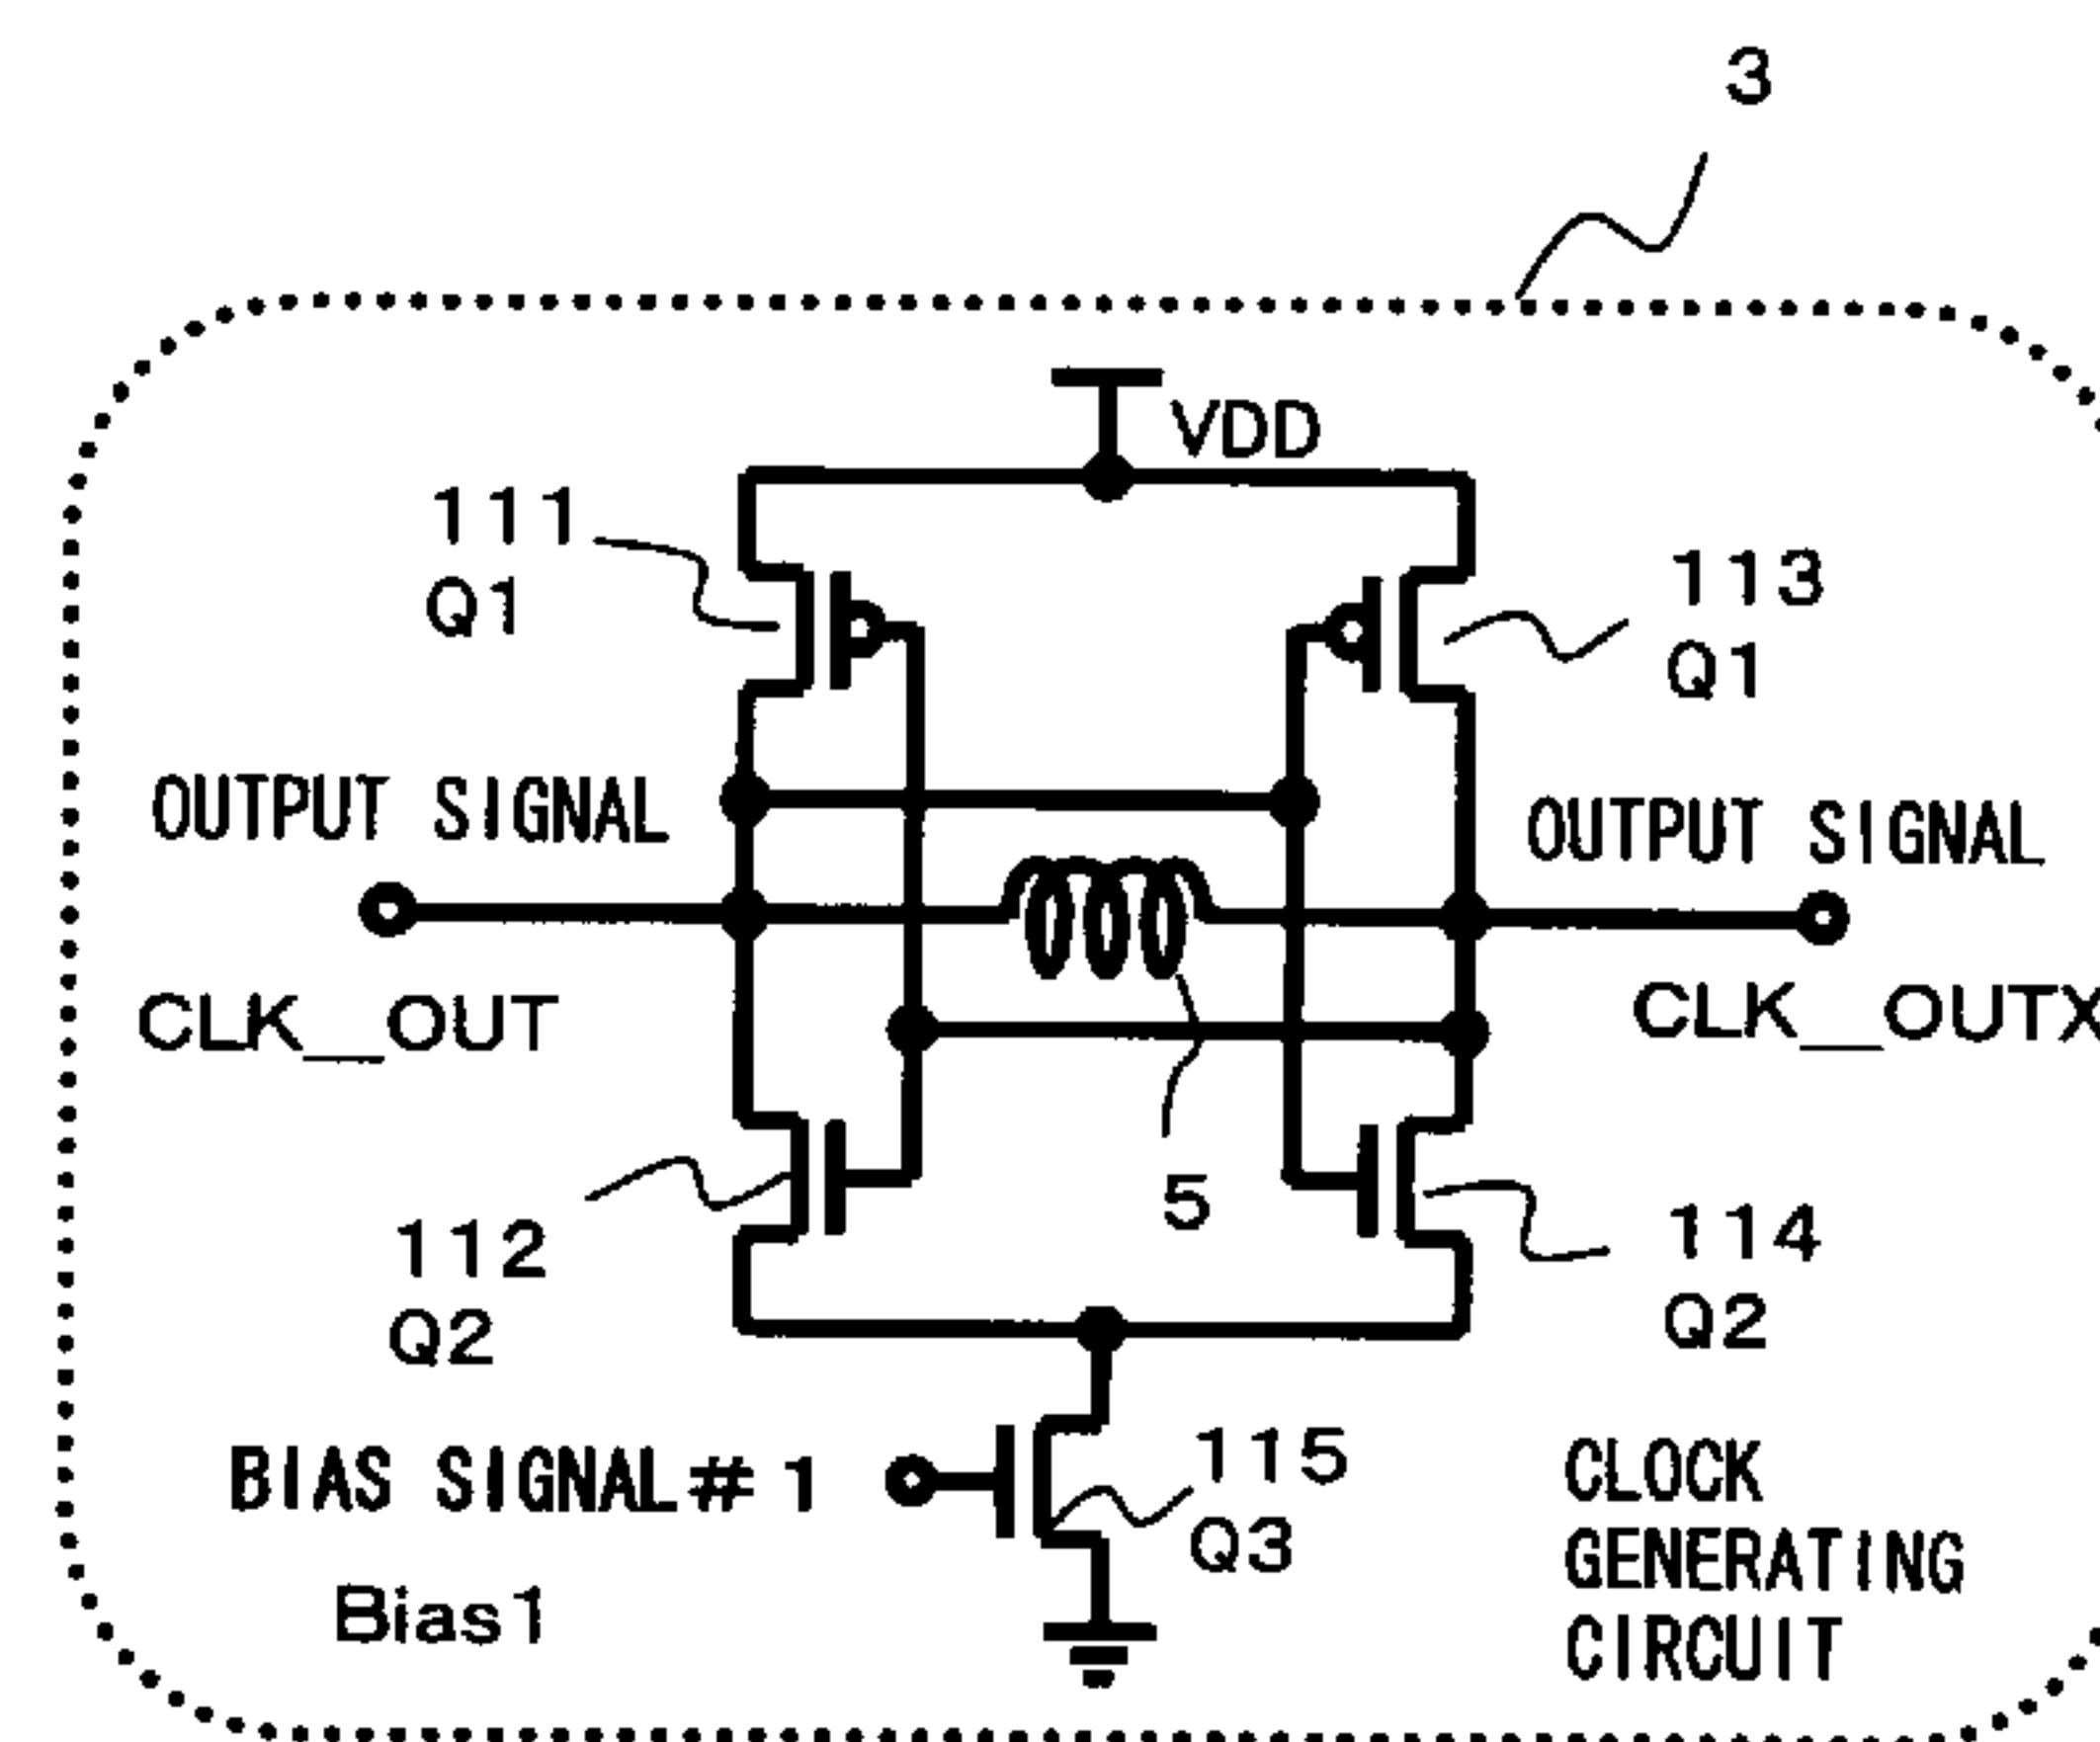 3
VDD
111
Q1
113
Q1
OUTPUT SIGNAL
OUTPUT SIGNAL
CLK_OUT
CLK_OUTX
5
112
Q2
114
Q2
BIAS SIGNAL#1
Bias1
115
Q3
CLOCK
GENERATING
CIRCUIT